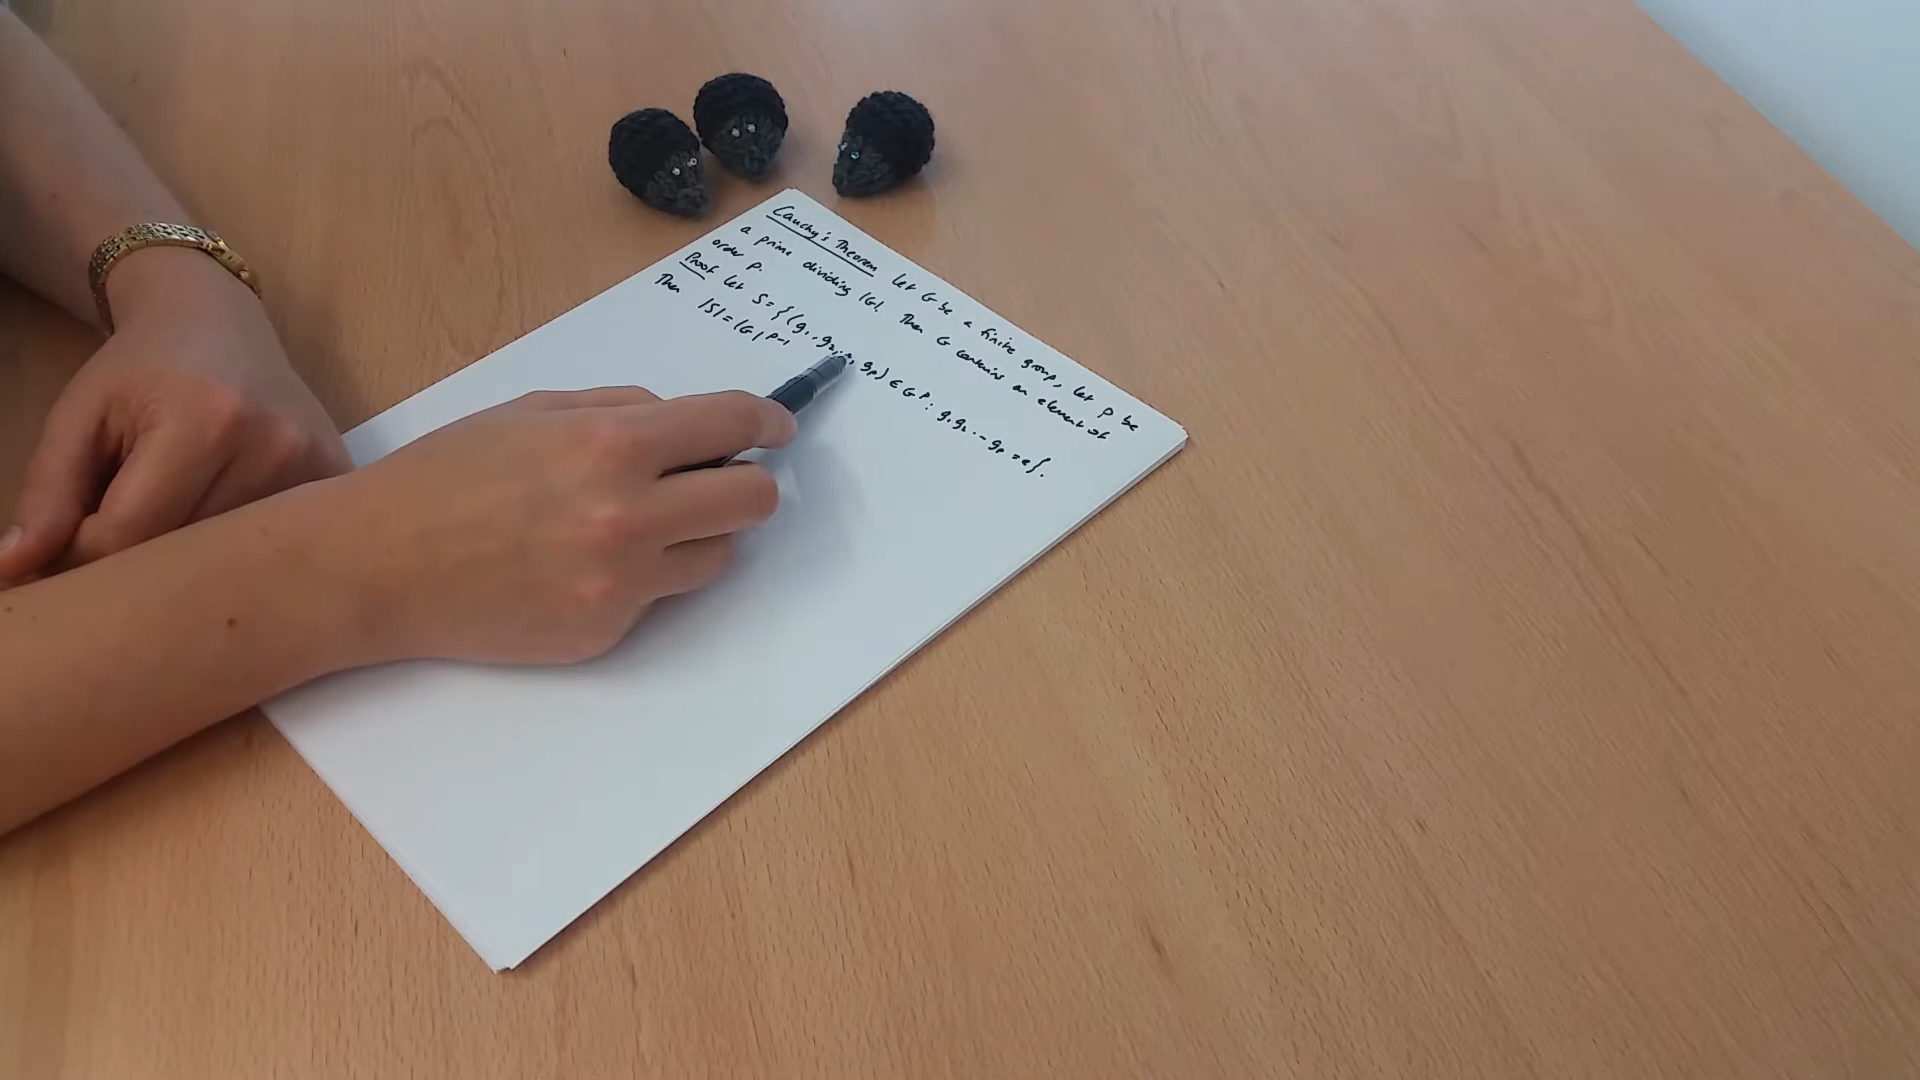 Cauchy's Theorem Let G be a finite group, let p be
a prime dividing |G|. Then G contains an element of
order p.
Proof Let S = {(g₁, g₂, ..., gₚ) ∈ Gᵖ : g₁g₂...gₚ = e}.
Then |S| = |G|ᵖ⁻¹